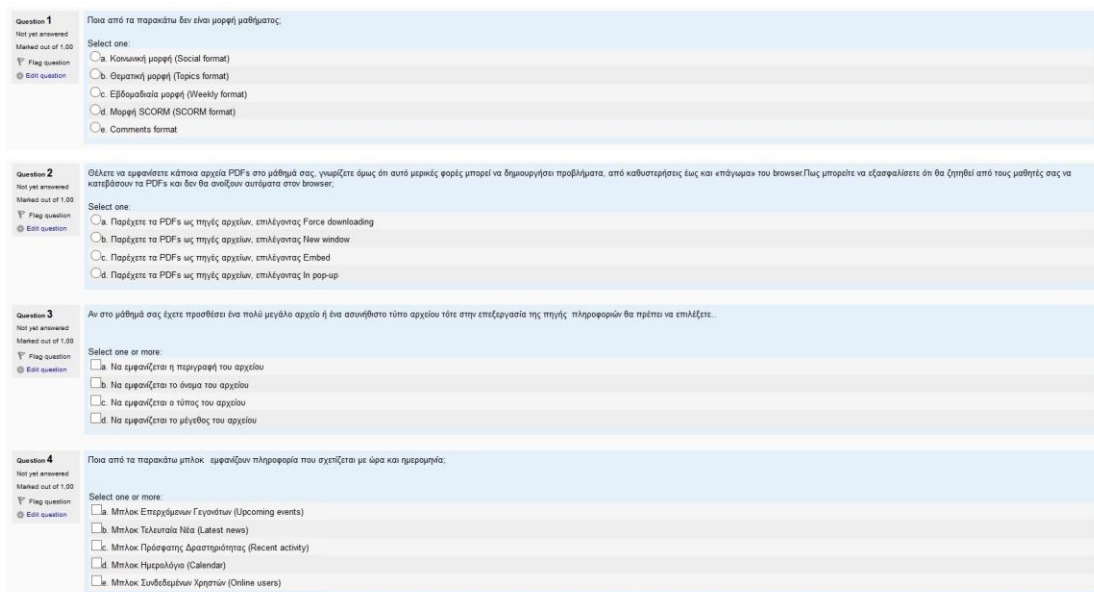 Question 1
Not yet answered
Marked out of 1,00
Flag question
Edit question
Ποια από τα παρακάτω δεν είναι μορφή μαθήματος;
Select one:
a. Κοινωνική μορφή (Social format)
b. Θεματική μορφή (Topics format)
c. Εβδομαδιαία μορφή (Weekly format)
d. Μορφή SCORM (SCORM format)
e. Comments format
Question 2
Not yet answered
Marked out of 1,00
Flag question
Edit question
Θέλετε να εμφανίσετε κάποια αρχεία PDFs στο μάθημά σας, γνωρίζετε όμως ότι αυτό μερικές φορές μπορεί να δημιουργήσει προβλήματα, από καθυστερήσεις έως και «πάγωμα» του browser.Πως μπορείτε να εξασφαλίσετε ότι θα ζητηθεί από τους μαθητές σας να
κατεβάσουν τα PDFs και δεν θα ανοίξουν αυτόματα στον browser;
Select one:
a. Παρέχετε τα PDFs ως πηγές αρχείων, επιλέγοντας Force downloading
b. Παρέχετε τα PDFs ως πηγές αρχείων, επιλέγοντας New window
c. Παρέχετε τα PDFs ως πηγές αρχείων, επιλέγοντας Embed
d. Παρέχετε τα PDFs ως πηγές αρχείων, επιλέγοντας In pop-up
Question 3
Not yet answered
Marked out of 1,00
Flag question
Edit question
Αν στο μάθημά σας έχετε προσθέσει ένα πολύ μεγάλο αρχείο ή ένα ασυνήθιστο τύπο αρχείου τότε στην επεξεργασία της πηγής πληροφοριών θα πρέπει να επιλέξετε..
Select one or more:
a. Να εμφανίζεται η περιγραφή του αρχείου
b. Να εμφανίζεται το όνομα του αρχείου
c. Να εμφανίζεται ο τύπος του αρχείου
d. Να εμφανίζεται το μέγεθος του αρχείου
Question 4
Not yet answered
Marked out of 1,00
Flag question
Edit question
Ποια από τα παρακάτω μπλοκ εμφανίζουν πληροφορία που σχετίζεται με ώρα και ημερομηνία;
Select one or more:
a. Μπλοκ Επερχόμενων Γεγονότων (Upcoming events)
b. Μπλοκ Τελευταία Νέα (Latest news)
c. Μπλοκ Πρόσφατης Δραστηριότητας (Recent activity)
d. Μπλοκ Ημερολόγιο (Calendar)
e. Μπλοκ Συνδεδεμένων Χρηστών (Online users)